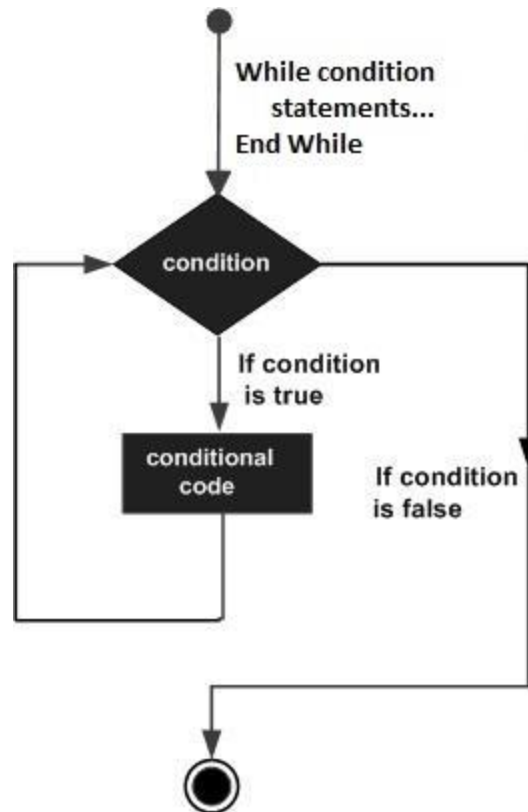 While condition
statements...
End While
condition
If condition
is true
conditional
code
If condition
is false